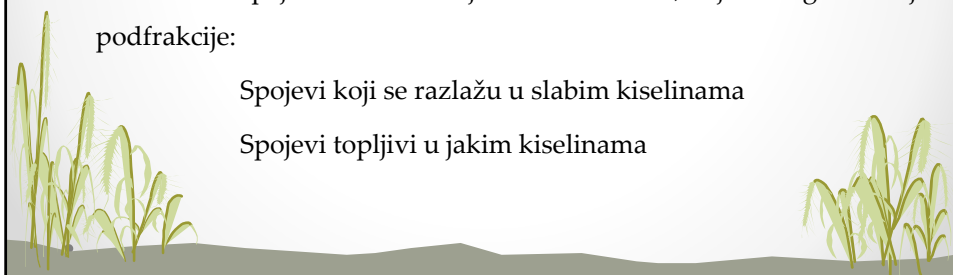 podfrakcije:
Spojevi koji se razlažu u slabim kiselinama
Spojevi topljivi u jakim kiselinama